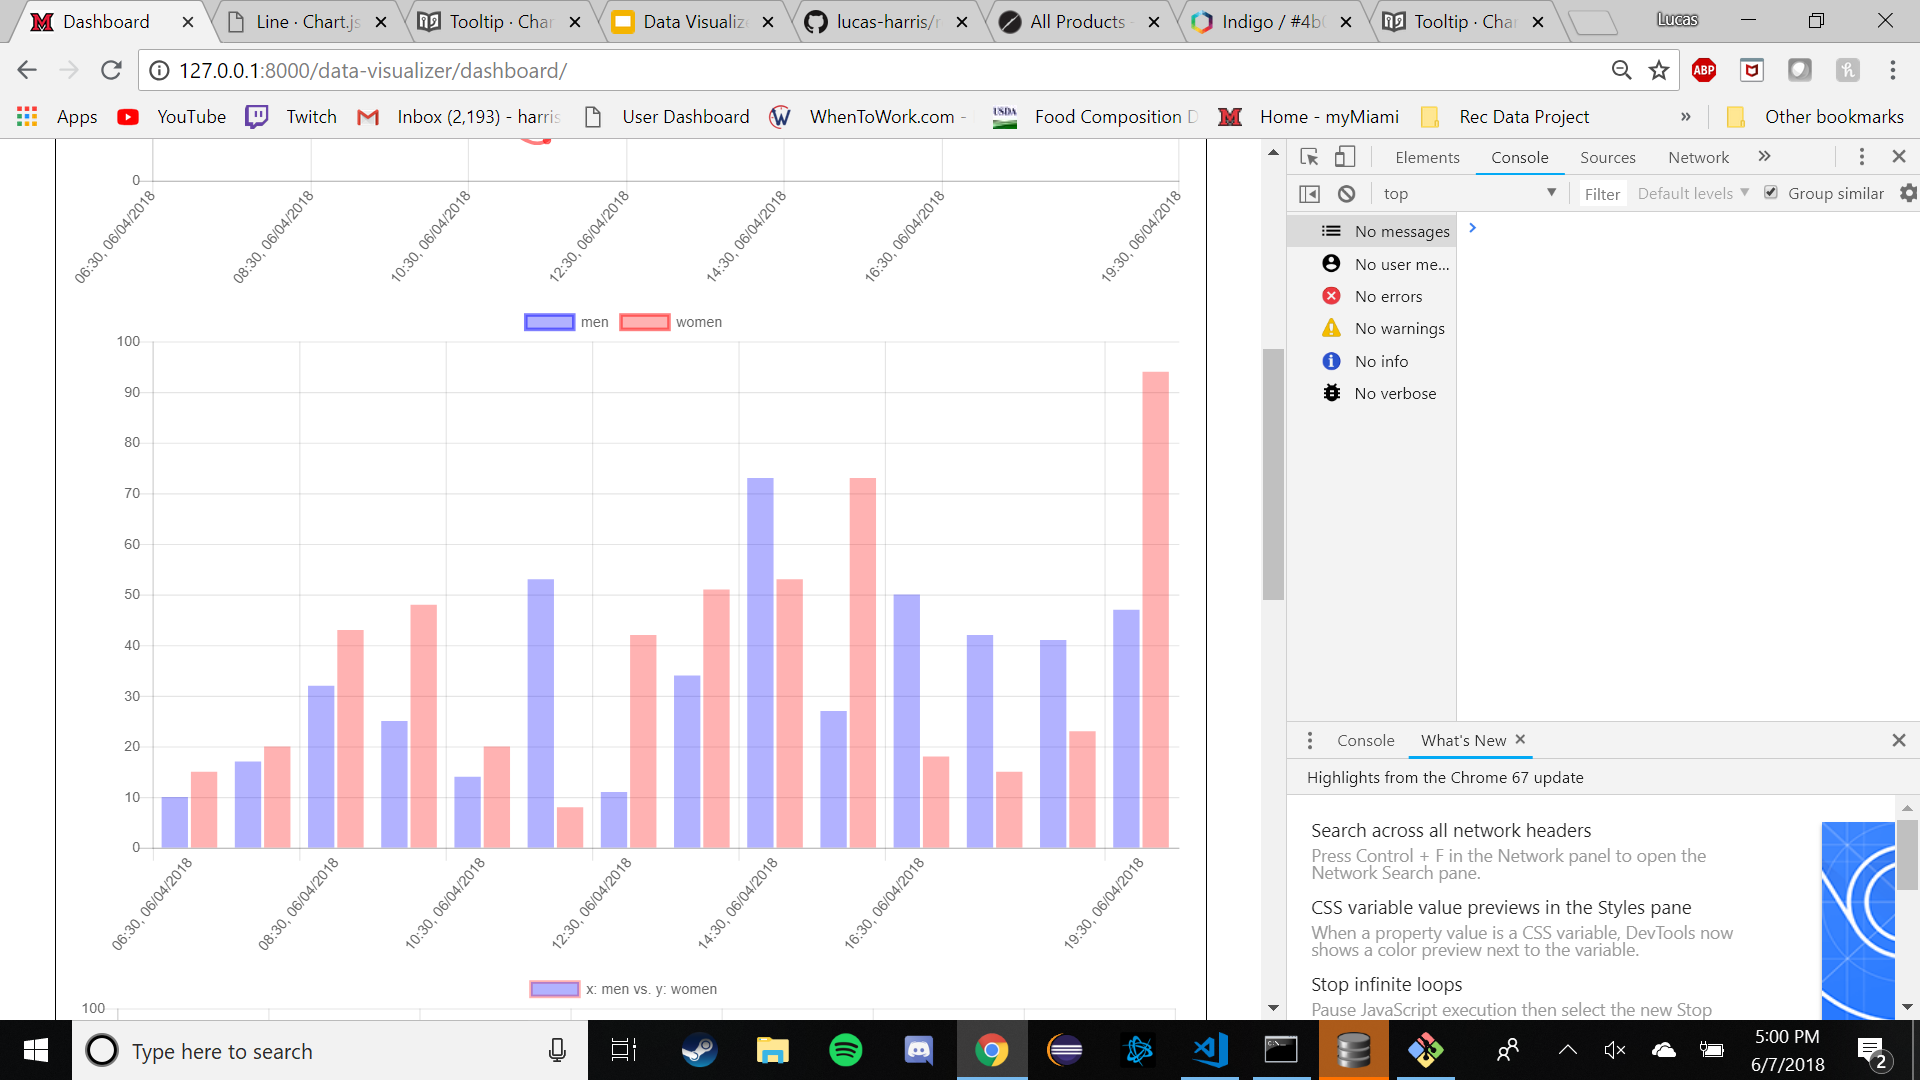 Dashboard
Line · Chart.js
Tooltip · Char
Data Visualize
lucas-harris/r
All Products -
Indigo / #4b0
Tooltip · Char
Lucas
127.0.0.1:8000/data-visualizer/dashboard/
ABP
Apps
YouTube
Twitch
Inbox (2,193) - harris
User Dashboard
WhenToWork.com -
USDA
Food Composition D
Home - myMiami
Rec Data Project
»
Other bookmarks
0
06:30, 06/04/2018
08:30, 06/04/2018
10:30, 06/04/2018
12:30, 06/04/2018
14:30, 06/04/2018
16:30, 06/04/2018
19:30, 06/04/2018
men
women
100
90
80
70
60
50
40
30
20
10
0
06:30, 06/04/2018
08:30, 06/04/2018
10:30, 06/04/2018
12:30, 06/04/2018
14:30, 06/04/2018
16:30, 06/04/2018
19:30, 06/04/2018
x: men vs. y: women
100
Elements
Console
Sources
Network
»
top
Filter
Default levels
Group similar
No messages
No user me...
No errors
No warnings
No info
No verbose
Console
What's New
Highlights from the Chrome 67 update
Search across all network headers
Press Control + F in the Network panel to open the
Network Search pane.
CSS variable value previews in the Styles pane
When a property value is a CSS variable, DevTools now
shows a color preview next to the variable.
Stop infinite loops
Pause JavaScript execution then select the new Stop
Type here to search
5:00 PM
6/7/2018
2